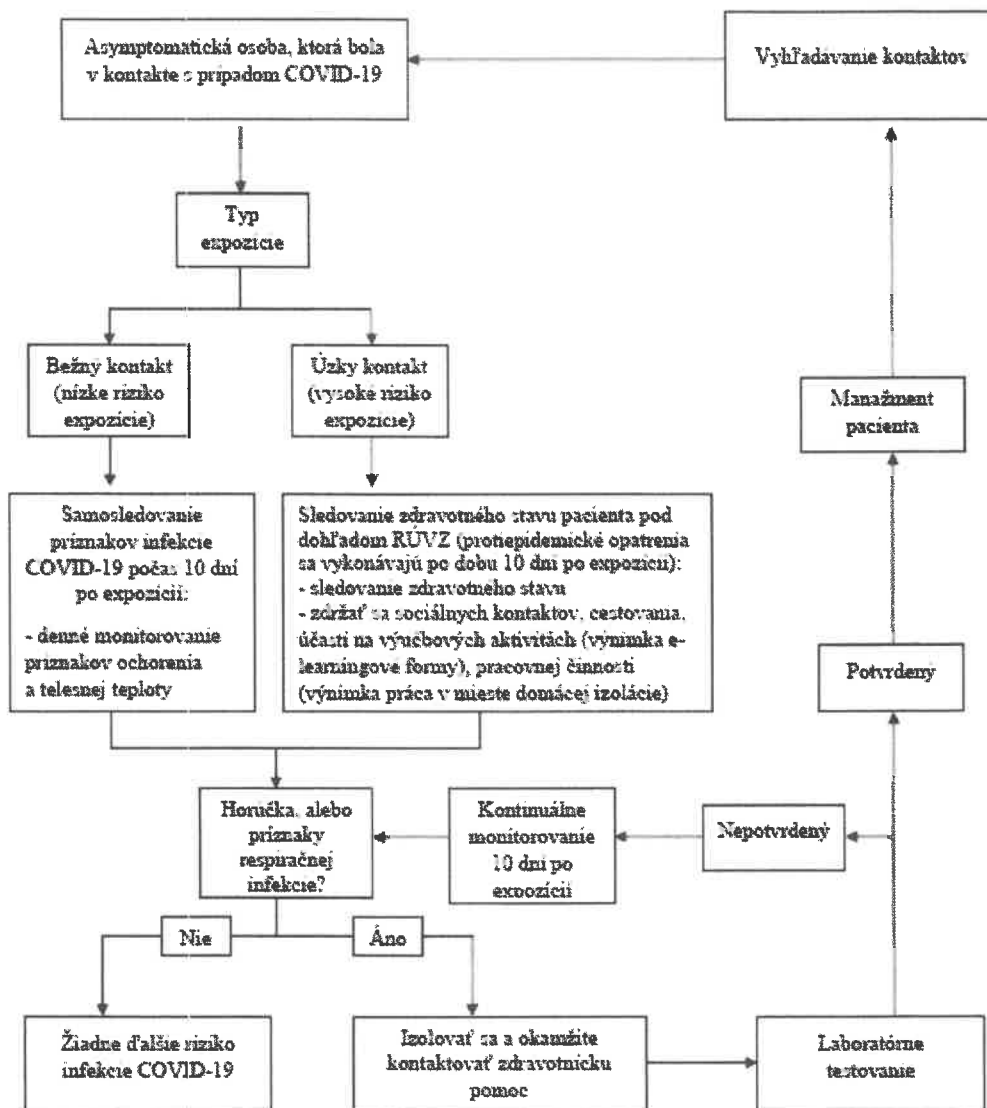 Asymptomatická osoba, ktorá bola
v kontakte s prípadom COVID-19
Vyhľadávanie kontaktov
Typ
expozície
Bežný kontakt
(nízke riziko
expozície)
Úzky kontakt
(vysoké riziko
expozície)
Manažment
pacienta
Samosledovanie
príznakov infekcie
COVID-19 počas 10 dní
po expozícií:
- denné monitorovanie
príznakov ochorenia
a telesnej teploty
Sledovanie zdravotného stavu pacienta pod
dohľadom RÚVZ (protiepidemické opatrenia
sa vykonávajú po dobu 10 dní po expozícií):
- sledovanie zdravotného stavu
- zdržať sa sociálnych kontaktov, cestovania,
účasti na výučbových aktivitách (výnimka e-
learningové formy), pracovnej činnosti
(výnimka práca v mieste domácej izolácie)
Potvrdený
Horúčka, alebo
príznaky
respiračnej
infekcie?
Kontinuálne
monitorovanie
10 dní po
expozícií
Nepotvrdený
Nie
Áno
Žiadne ďalšie riziko
infekcie COVID-19
Izolovať sa a okamžite
kontaktovať zdravotnícku
pomoc
Laboratórne
testovanie